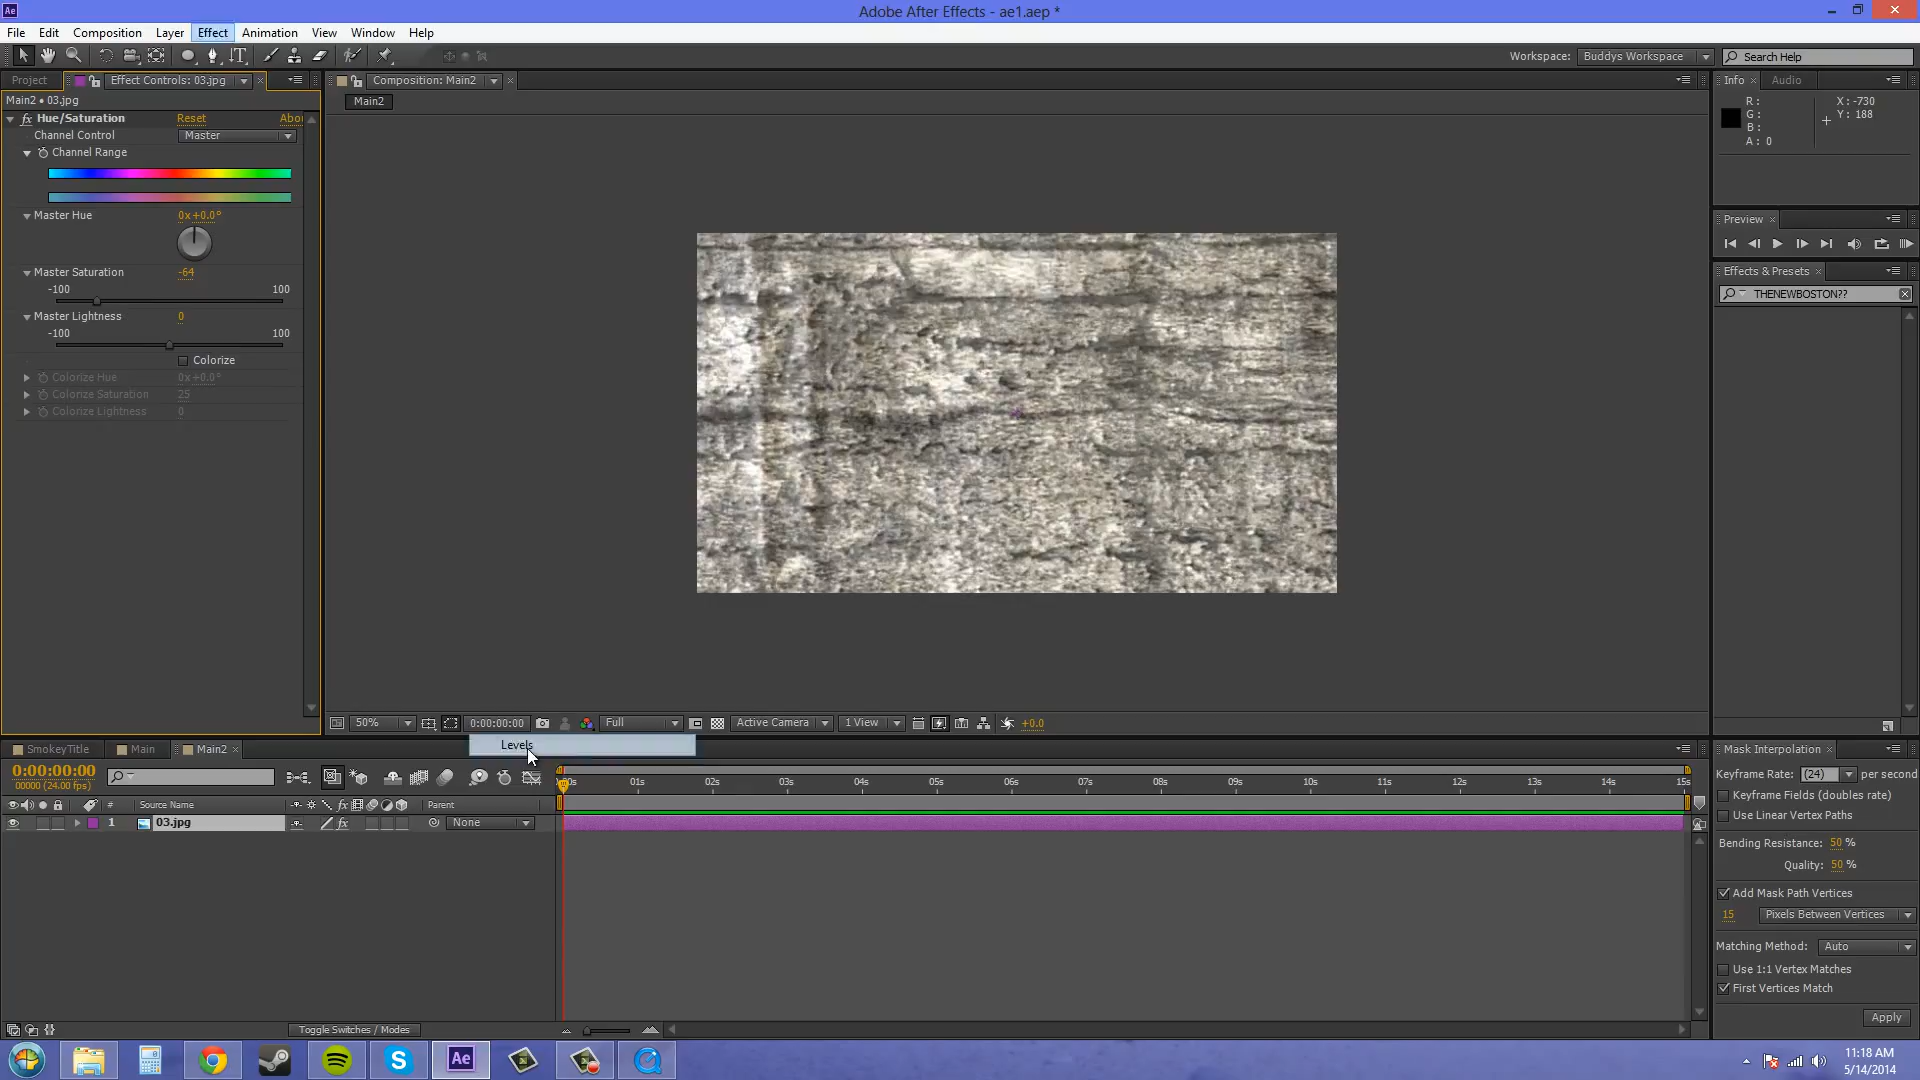 Adobe After Effects - ae1.aep *
File Edit Composition Layer Effect Animation View Window Help
Workspace: Buddys Workspace Search Help
Project Effect Controls: 03.jpg Composition: Main2 Info Audio
Main2 • 03.jpg
Main2
fx Hue/Saturation Reset Abou
Channel Control Master
Channel Range
Master Hue 0x+0.0°
Master Saturation -64
-100 100
Master Lightness 0
-100 100
Colorize
Colorize Hue 0x+0.0°
Colorize Saturation 25
Colorize Lightness 0
R:
G:
B:
A: 0
X: -730
Y: 188
Preview
Effects & Presets
THENEWBOSTON??
50% 0:00:00:00 Full Active Camera 1 View +0.0
Levels
SmokeyTitle Main Main2
0:00:00:00
00000 (24.00 fps)
01s 02s 03s 04s 05s 06s 07s 08s 09s 10s 11s 12s 13s 14s 15s
# Source Name fx Parent
1 03.jpg fx None
Toggle Switches / Modes
Mask Interpolation
Keyframe Rate: (24) per second
Keyframe Fields (doubles rate)
Use Linear Vertex Paths
Bending Resistance: 50 %
Quality: 50 %
Add Mask Path Vertices
15 Pixels Between Vertices
Matching Method: Auto
Use 1:1 Vertex Matches
First Vertices Match
Apply
Ae
11:18 AM
5/14/2014